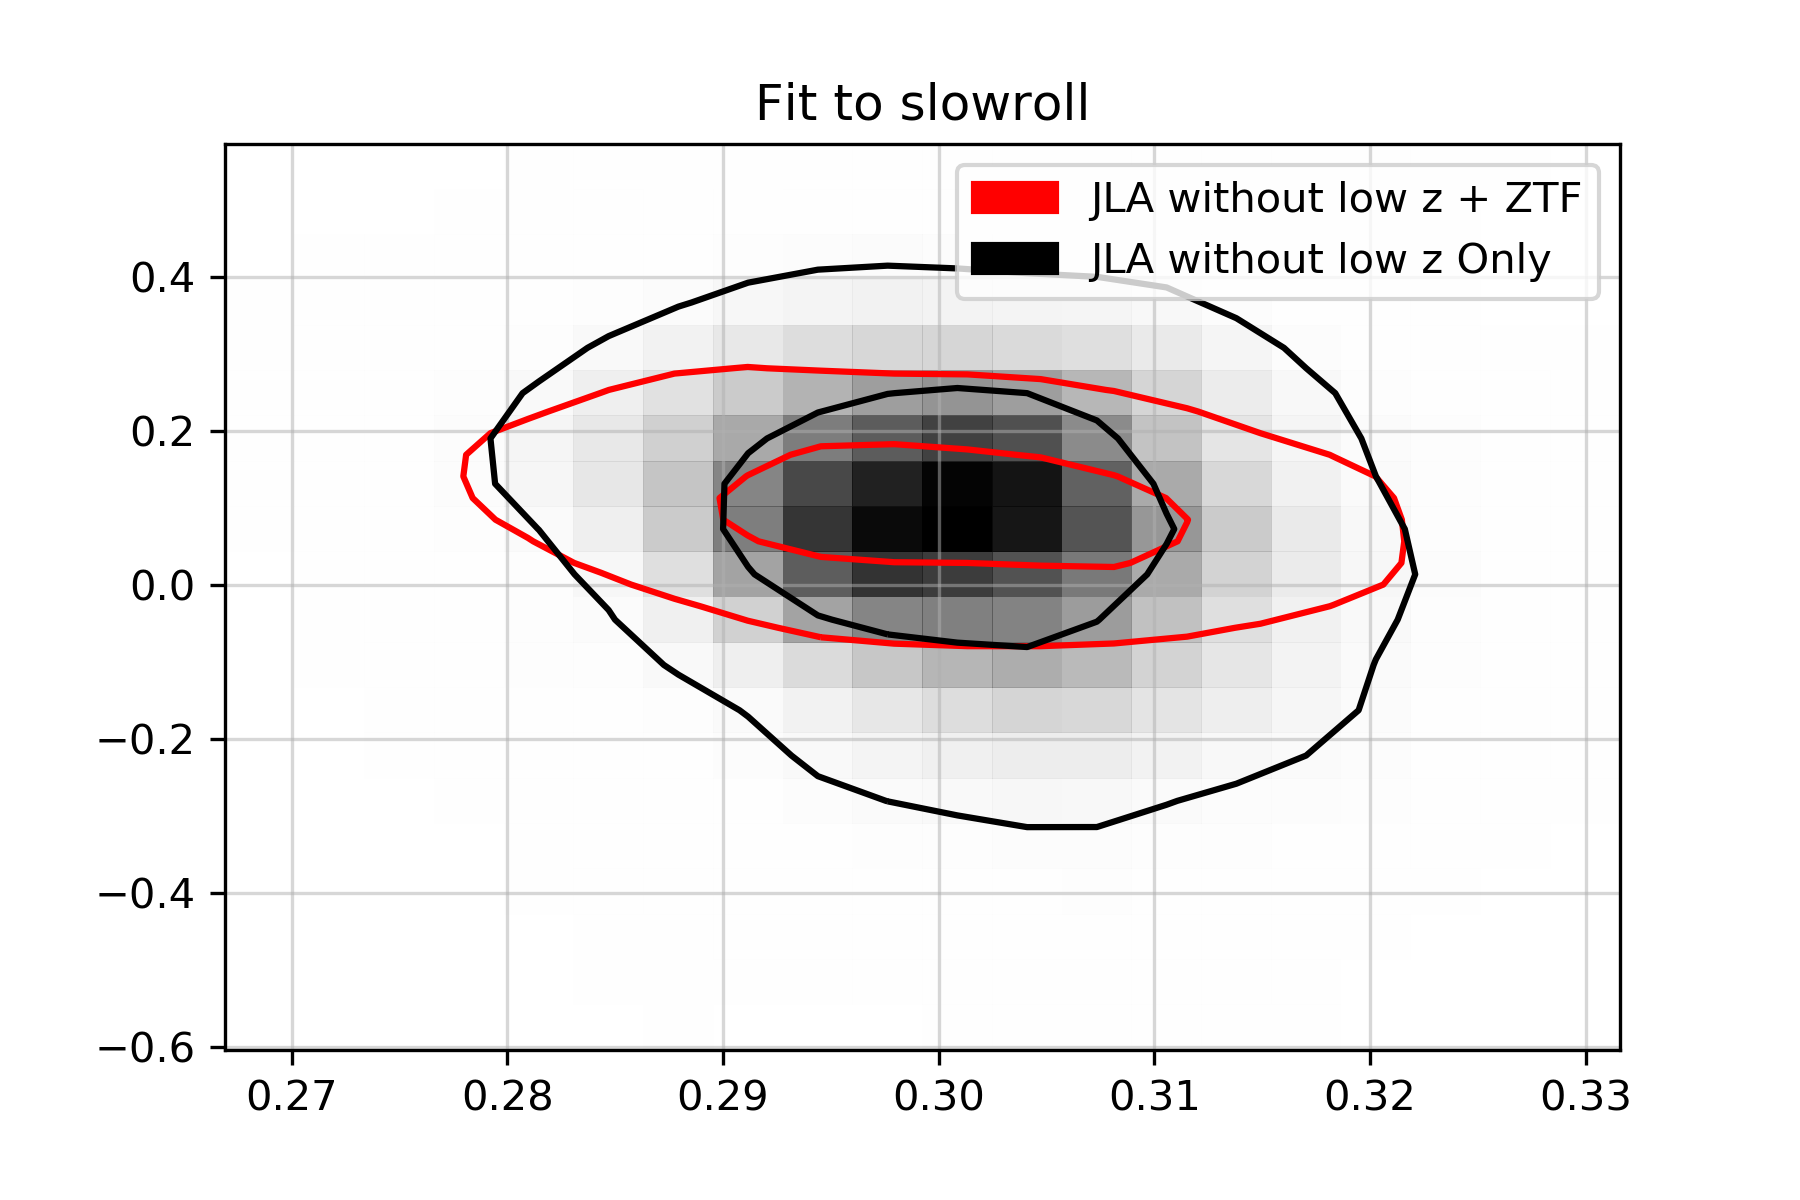 Fit to slowroll
JLA without low z + ZTF
JLA without low z Only
0.4
0.2
0.0
−0.2
−0.4
−0.6
0.27 0.28 0.29 0.30 0.31 0.32 0.33